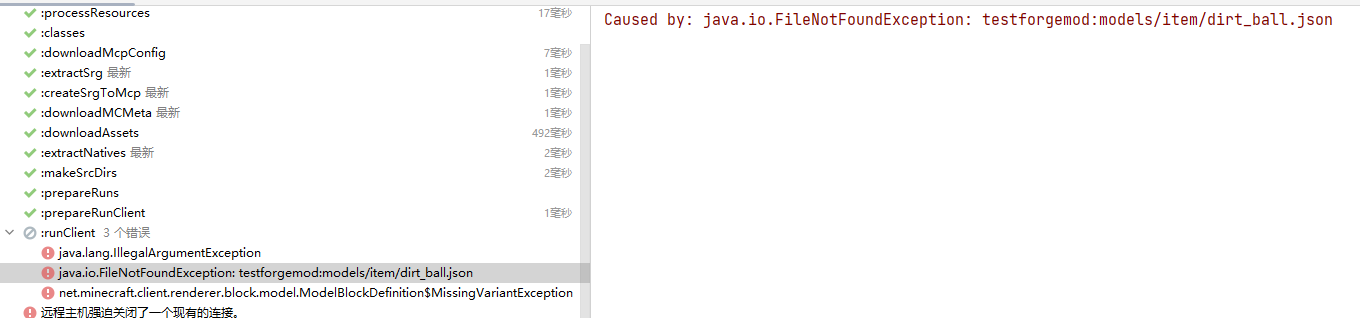 :processResources 17毫秒
:classes
:downloadMcpConfig 7毫秒
:extractSrg 最新 1毫秒
:createSrgToMcp 最新 1毫秒
:downloadMCMeta 最新 1毫秒
:downloadAssets 492毫秒
:extractNatives 最新 2毫秒
:makeSrcDirs 2毫秒
:prepareRuns
:prepareRunClient 1毫秒
:runClient 3 个错误
java.lang.IllegalArgumentException
java.io.FileNotFoundException: testforgemod:models/item/dirt_ball.json
net.minecraft.client.renderer.block.model.ModelBlockDefinition$MissingVariantException
远程主机强迫关闭了一个现有的连接。
Caused by: java.io.FileNotFoundException: testforgemod:models/item/dirt_ball.json